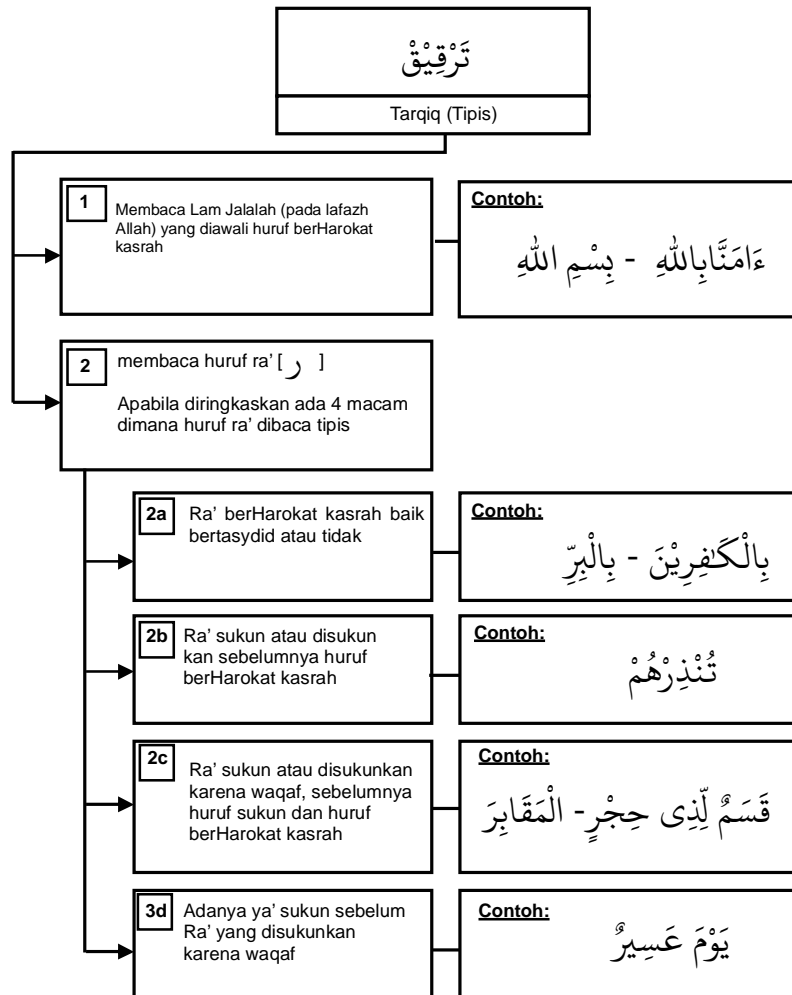 تَرْقِيْقْ
Tarqiq (Tipis)
1
Membaca Lam Jalalah (pada lafazh
Allah) yang diawali huruf berHarokat
kasrah
Contoh:
ءَامَنَّابِاللهِ - بِسْمِ اللهِ
2
membaca huruf ra' [ ر ]
Apabila diringkaskan ada 4 macam
dimana huruf ra' dibaca tipis
2a
Ra' berHarokat kasrah baik
bertasydid atau tidak
Contoh:
بِالْكَٰفِرِيْنَ - بِالْبِرِّ
2b
Ra' sukun atau disukun
kan sebelumnya huruf
berHarokat kasrah
Contoh:
تُنْذِرْهُمْ
2c
Ra' sukun atau disukunkan
karena waqaf, sebelumnya
huruf sukun dan huruf
berHarokat kasrah
Contoh:
قَسَمٌ لِّذِى حِجْرٍ- الْمَقَابِرَ
3d
Adanya ya' sukun sebelum
Ra' yang disukunkan
karena waqaf
Contoh:
يَوْمَ عَسِيرٌ